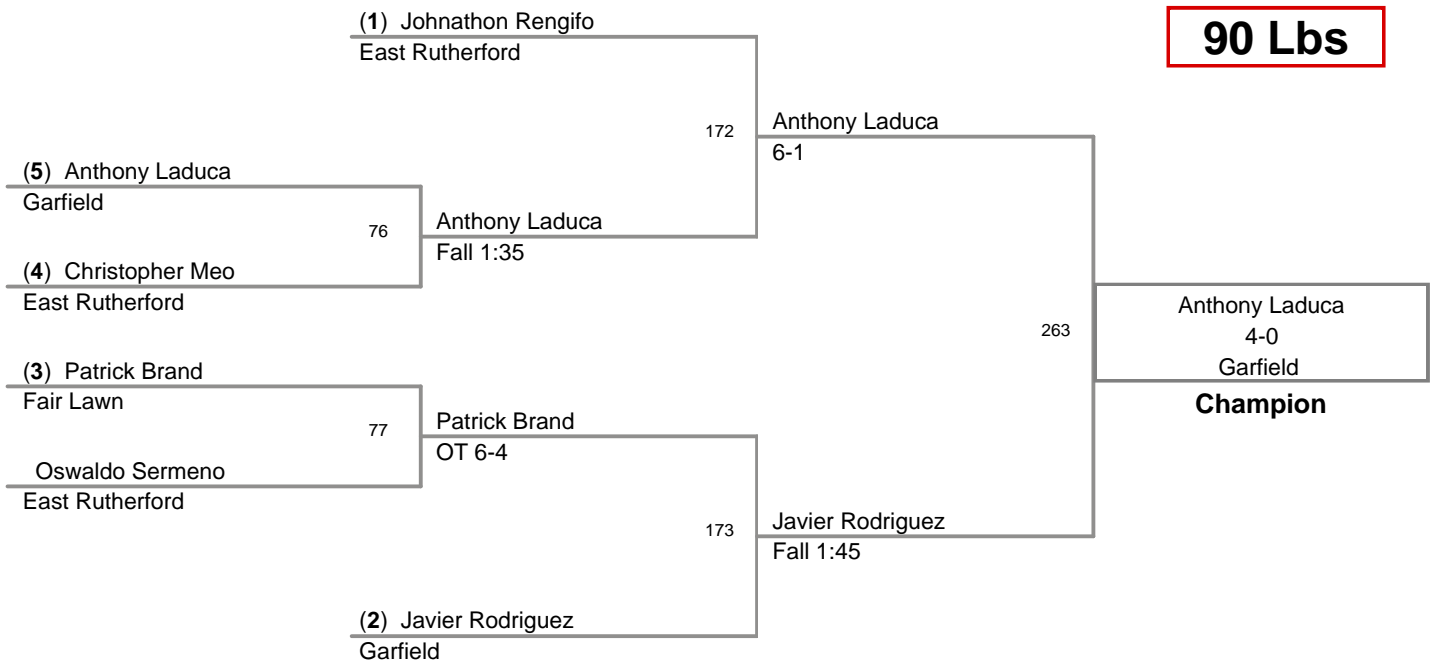 (1) Johnathon Rengifo
East Rutherford
90 Lbs
172
Anthony Laduca
6-1
(5) Anthony Laduca
Garfield
76
Anthony Laduca
Fall 1:35
(4) Christopher Meo
East Rutherford
263
Anthony Laduca
4-0
Garfield
Champion
(3) Patrick Brand
Fair Lawn
77
Patrick Brand
OT 6-4
Oswaldo Sermeno
East Rutherford
173
Javier Rodriguez
Fall 1:45
(2) Javier Rodriguez
Garfield